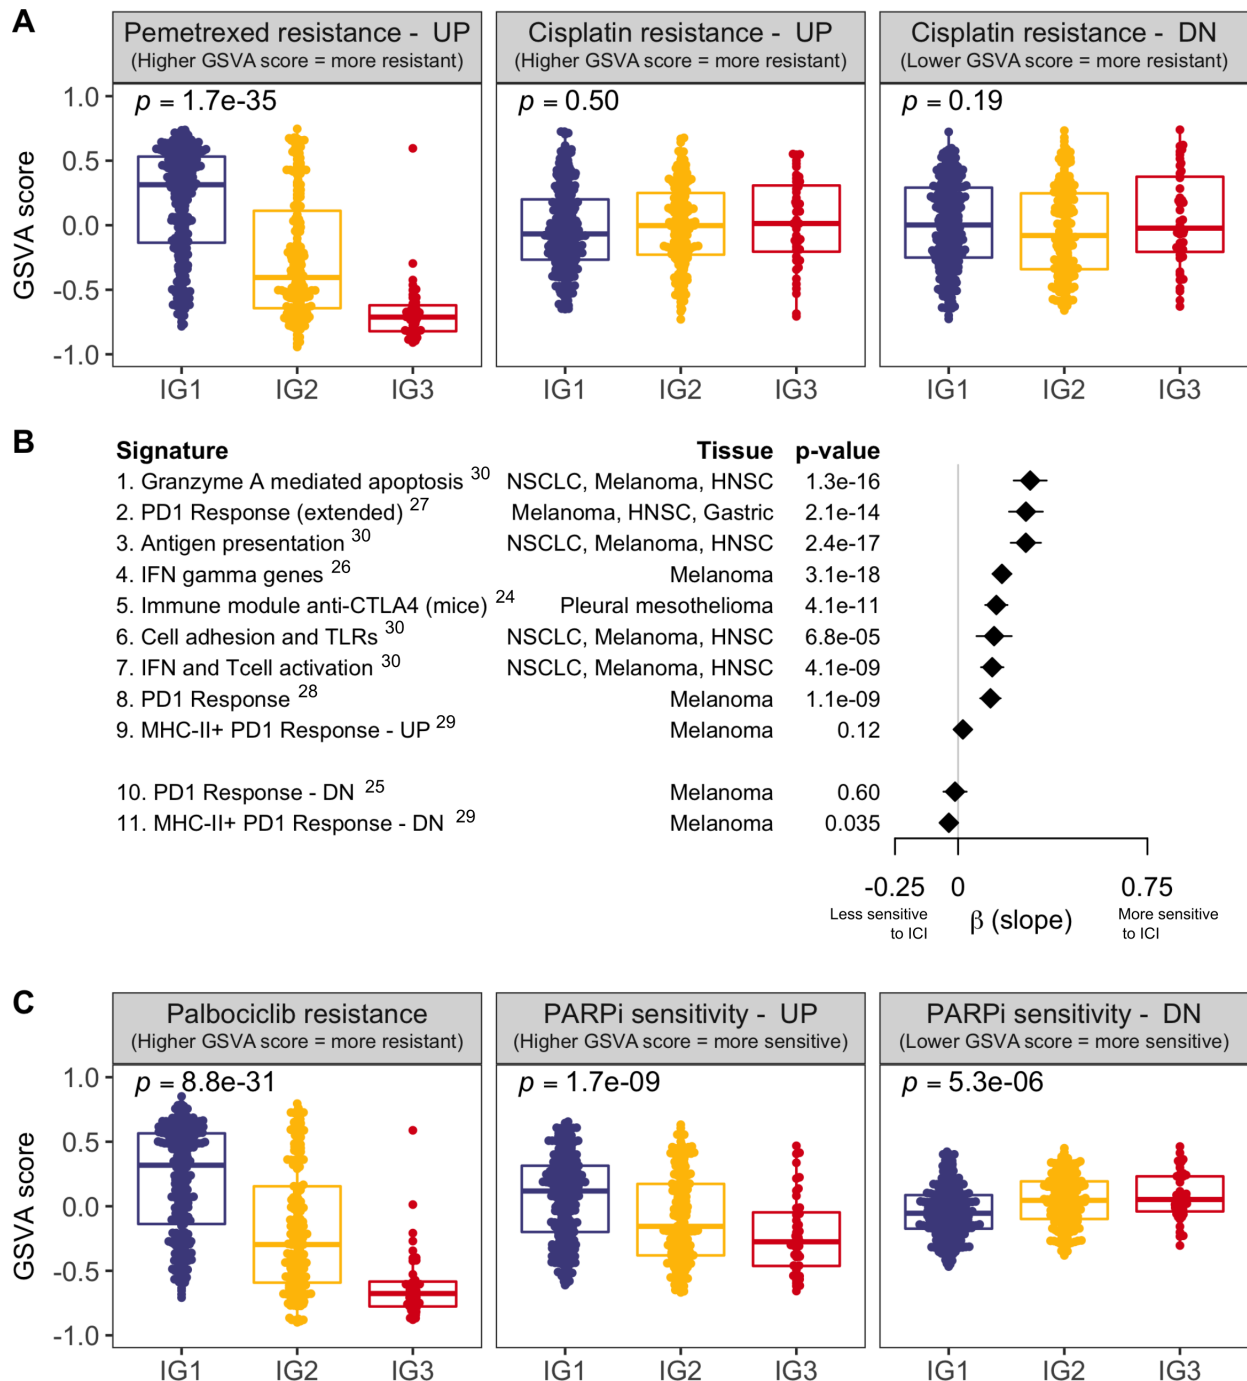 A
Pemetrexed resistance - UP
(Higher GSVA score = more resistant)
Cisplatin resistance - UP
(Higher GSVA score = more resistant)
Cisplatin resistance - DN
(Lower GSVA score = more resistant)
p = 1.7e-35
p = 0.50
p = 0.19
GSVA score
1.0
0.5
0.0
-0.5
-1.0
IG1 IG2 IG3
IG1 IG2 IG3
IG1 IG2 IG3
B
Signature Tissue p-value
1. Granzyme A mediated apoptosis 30 NSCLC, Melanoma, HNSC 1.3e-16
2. PD1 Response (extended) 27 Melanoma, HNSC, Gastric 2.1e-14
3. Antigen presentation 30 NSCLC, Melanoma, HNSC 2.4e-17
4. IFN gamma genes 26 Melanoma 3.1e-18
5. Immune module anti-CTLA4 (mice) 24 Pleural mesothelioma 4.1e-11
6. Cell adhesion and TLRs 30 NSCLC, Melanoma, HNSC 6.8e-05
7. IFN and Tcell activation 30 NSCLC, Melanoma, HNSC 4.1e-09
8. PD1 Response 28 Melanoma 1.1e-09
9. MHC-II+ PD1 Response - UP 29 Melanoma 0.12
10. PD1 Response - DN 25 Melanoma 0.60
11. MHC-II+ PD1 Response - DN 29 Melanoma 0.035
-0.25 0 0.75
Less sensitive
to ICI
β (slope)
More sensitive
to ICI
C
Palbociclib resistance
(Higher GSVA score = more resistant)
PARPi sensitivity - UP
(Higher GSVA score = more sensitive)
PARPi sensitivity - DN
(Lower GSVA score = more sensitive)
p = 8.8e-31
p = 1.7e-09
p = 5.3e-06
GSVA score
1.0
0.5
0.0
-0.5
-1.0
IG1 IG2 IG3
IG1 IG2 IG3
IG1 IG2 IG3